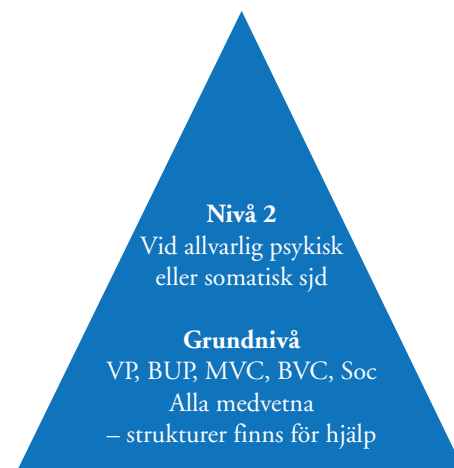 Nivå 2
Vid allvarlig psykisk
eller somatisk sjd
Grundnivå
VP, BUP, MVC, BVC, Soc
Alla medvetna
– strukturer finns för hjälp